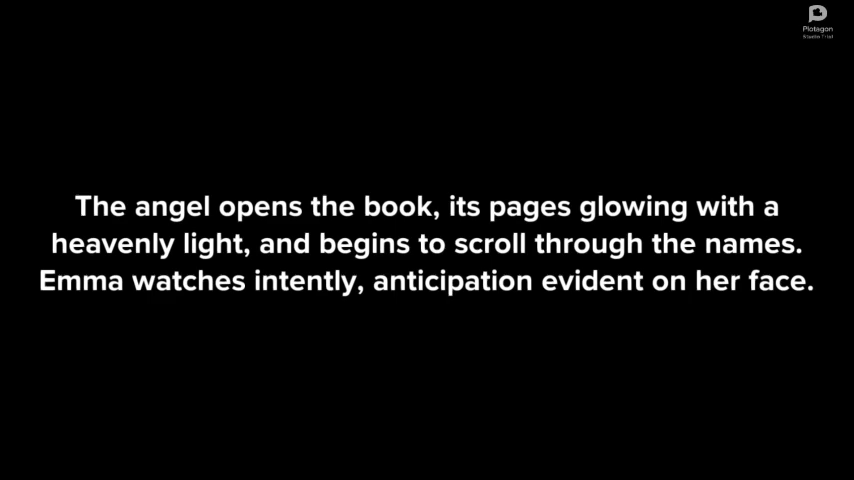 Plotagon
The angel opens the book, its pages glowing with a
heavenly light, and begins to scroll through the names.
Emma watches intently, anticipation evident on her face.